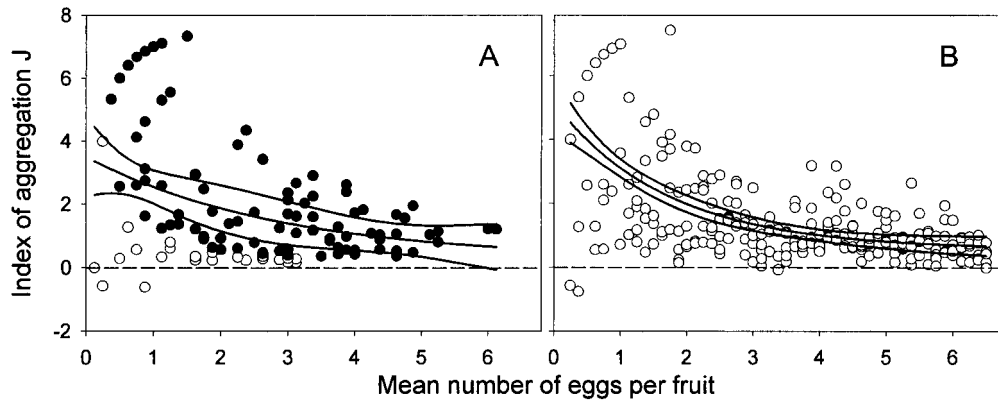 8
6
4
2
0
-2
Index of aggregation J
A
B
0 1 2 3 4 5 6 0 1 2 3 4 5 6
Mean number of eggs per fruit